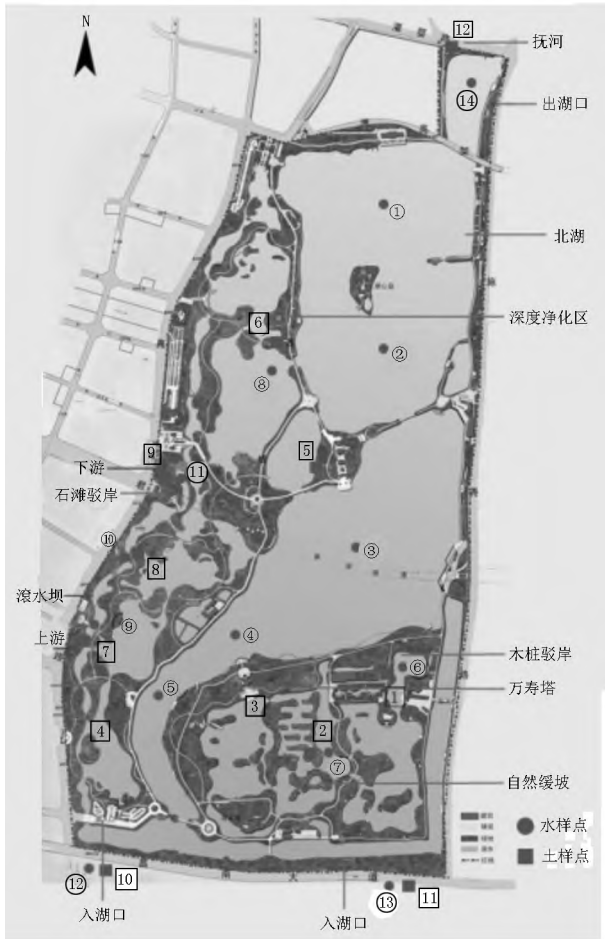 N
12
抚河
⑭
出湖口
①
北湖
6
深度净化区
②
⑧
9
5
下游
⑪
石滩驳岸
⑩
③
8
滚水坝
⑨
④
上游
7
木桩驳岸
⑥
⑤
万寿塔
1
3
4
2
⑦
自然缓坡
水样点
土样点
⑫
10
⑬
11
入湖口
入湖口